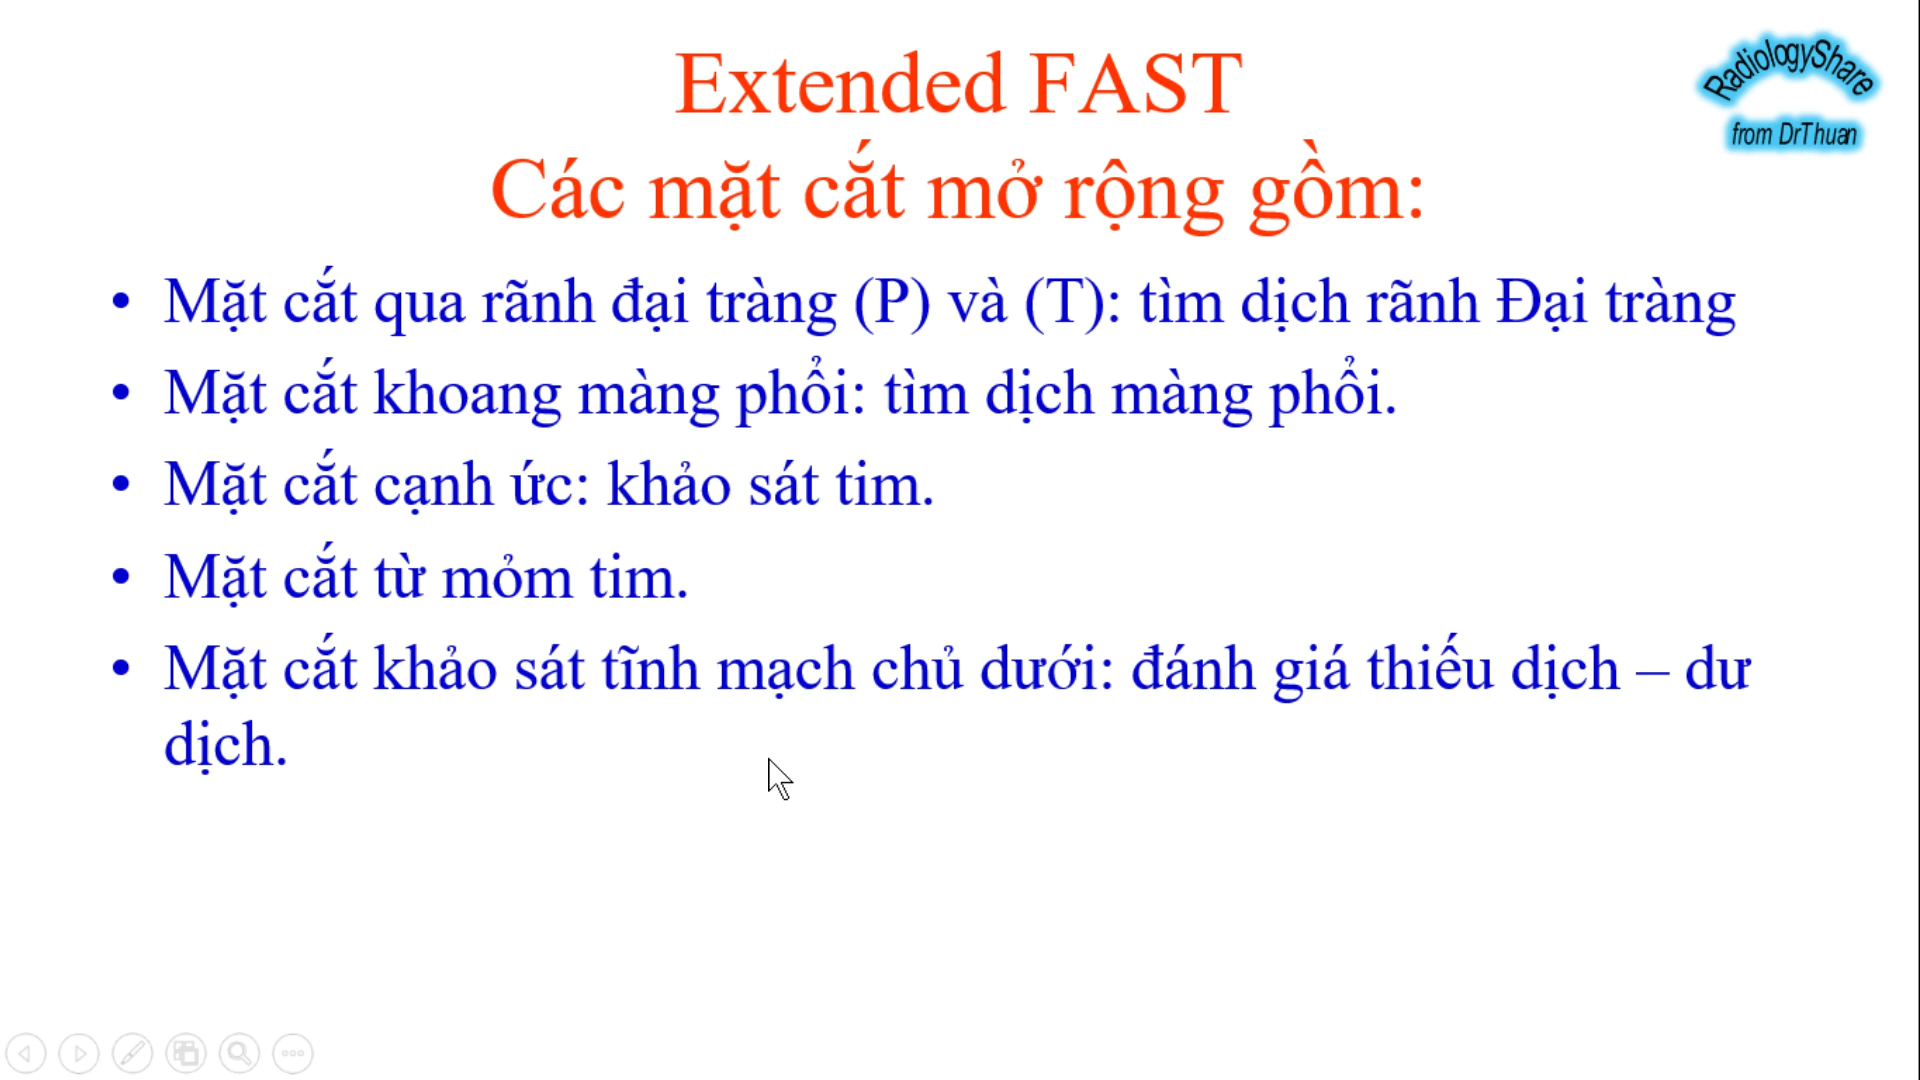 Extended FAST
Các mặt cắt mở rộng gồm:
RadiologyShare
from DrThuan
• Mặt cắt qua rãnh đại tràng (P) và (T): tìm dịch rãnh Đại tràng
• Mặt cắt khoang màng phổi: tìm dịch màng phổi.
• Mặt cắt cạnh ức: khảo sát tim.
• Mặt cắt từ mỏm tim.
• Mặt cắt khảo sát tĩnh mạch chủ dưới: đánh giá thiếu dịch – dư
dịch.